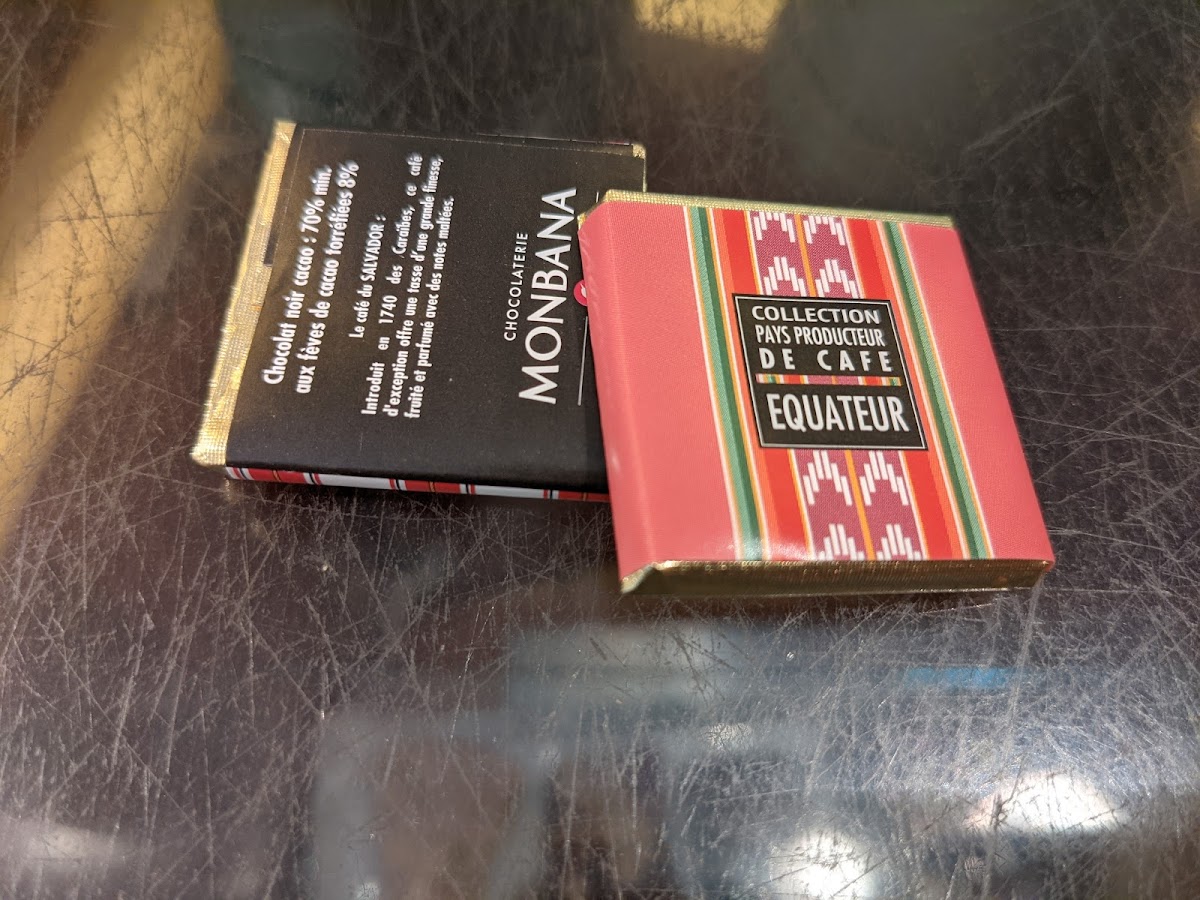 Chocolat noir cacao : 70% min.
aux fèves de cacao torréfiées 8%
Le café du SALVADOR :
Introduit en 1740 des Caraïbes, ce café
d'exception offre une tasse d'une grande finesse,
fruité et parfumé avec des notes maltées.
CHOCOLATERIE
MONBANA
COLLECTION
PAYS PRODUCTEUR
DE CAFE
EQUATEUR